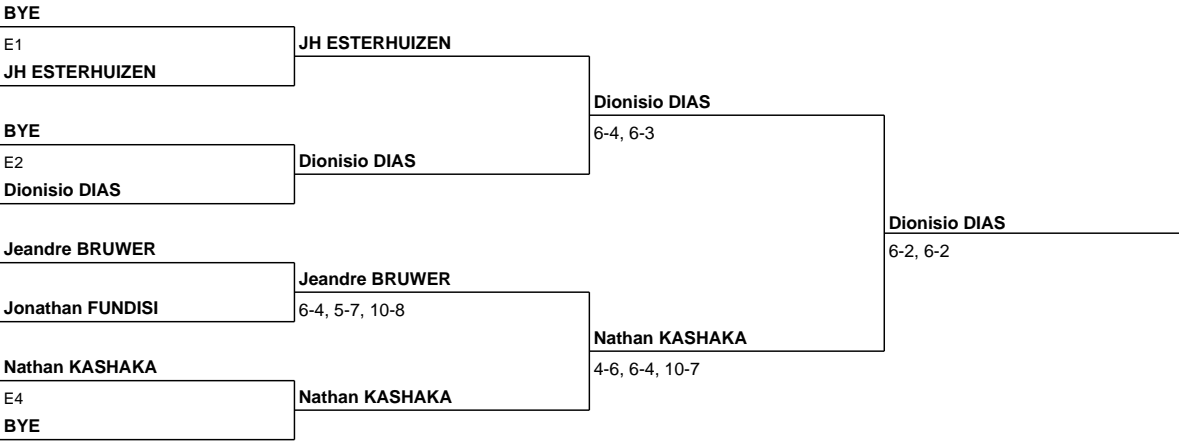 BYE
E1
JH ESTERHUIZEN
JH ESTERHUIZEN
BYE
E2
Dionisio DIAS
Dionisio DIAS
Dionisio DIAS
6-4, 6-3
Jeandre BRUWER
Jonathan FUNDISI
Jeandre BRUWER
6-4, 5-7, 10-8
Nathan KASHAKA
E4
BYE
Nathan KASHAKA
Nathan KASHAKA
4-6, 6-4, 10-7
Dionisio DIAS
6-2, 6-2